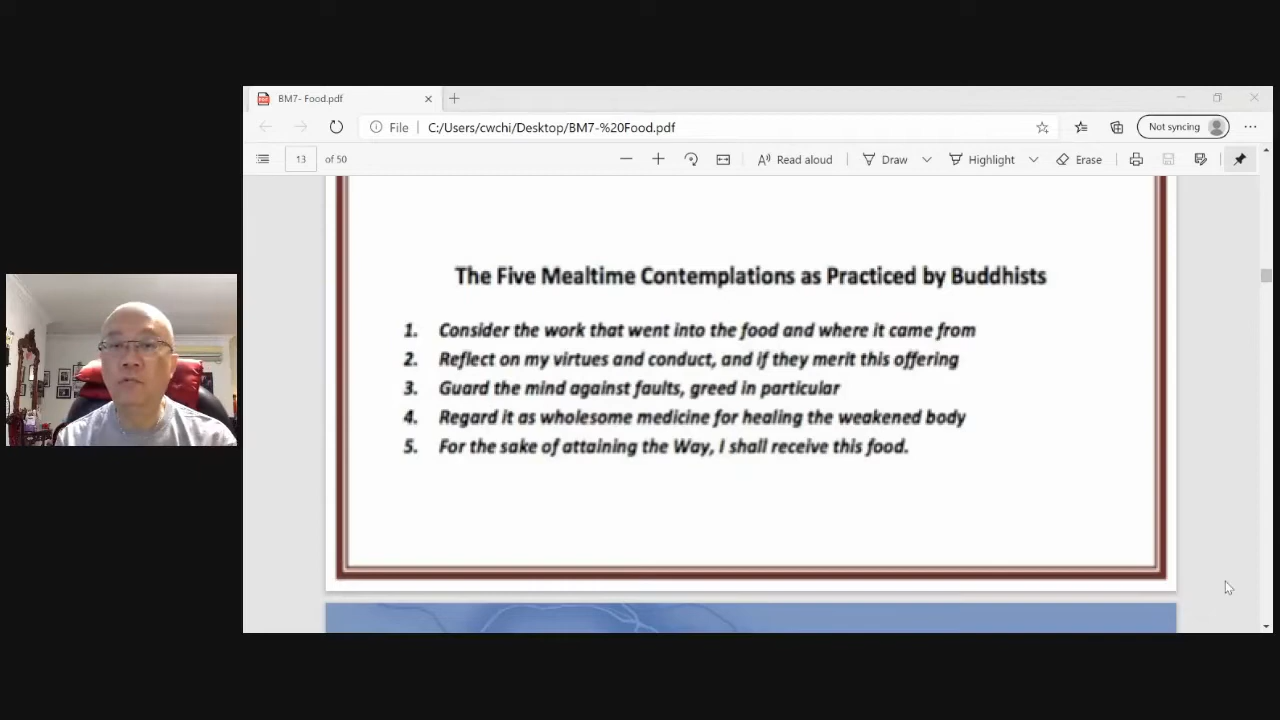 BM7- Food.pdf
File C:/Users/cwchi/Desktop/BM7-%20Food.pdf Not syncing
13 of 50 Read aloud Draw Highlight Erase
The Five Mealtime Contemplations as Practiced by Buddhists
1. Consider the work that went into the food and where it came from
2. Reflect on my virtues and conduct, and if they merit this offering
3. Guard the mind against faults, greed in particular
4. Regard it as wholesome medicine for healing the weakened body
5. For the sake of attaining the Way, I shall receive this food.